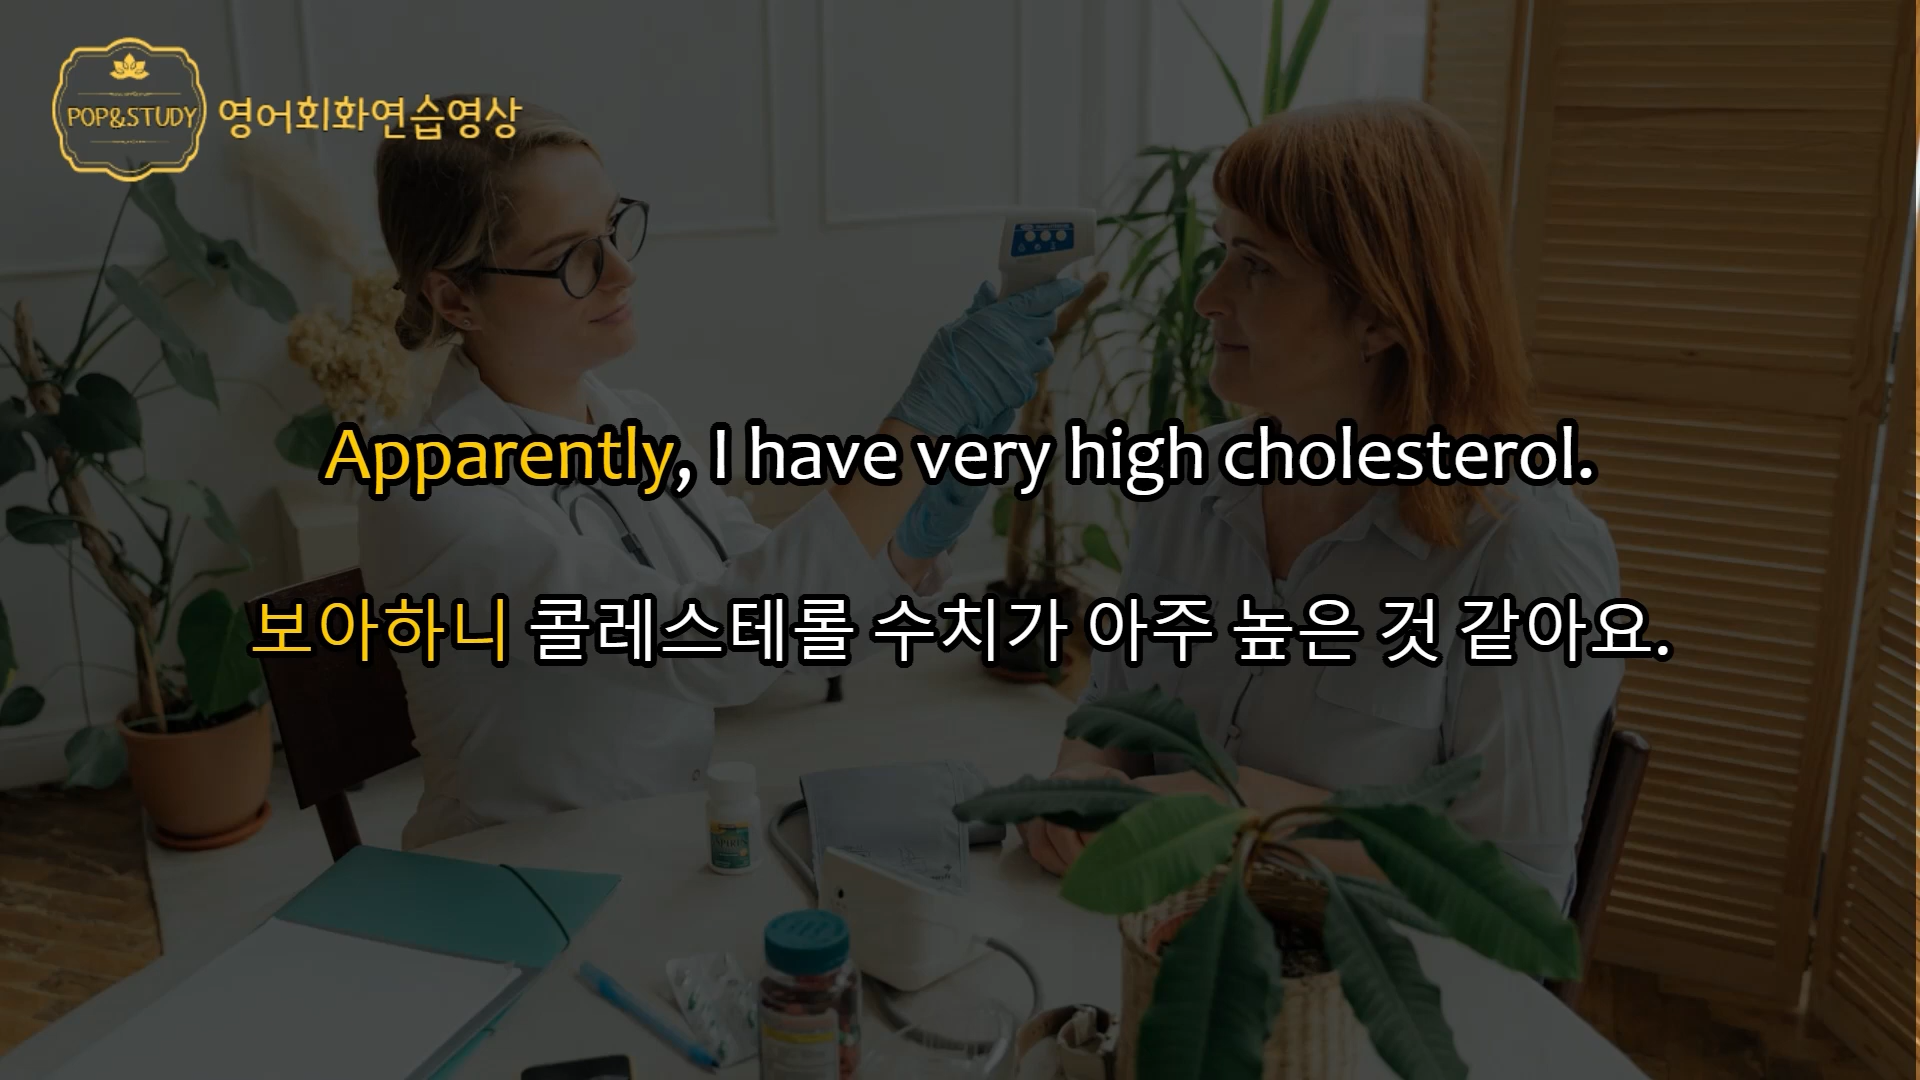 POP&STUDY 영어회화연습영상
Apparently, I have very high cholesterol.
보아하니 콜레스테롤 수치가 아주 높은 것 같아요.